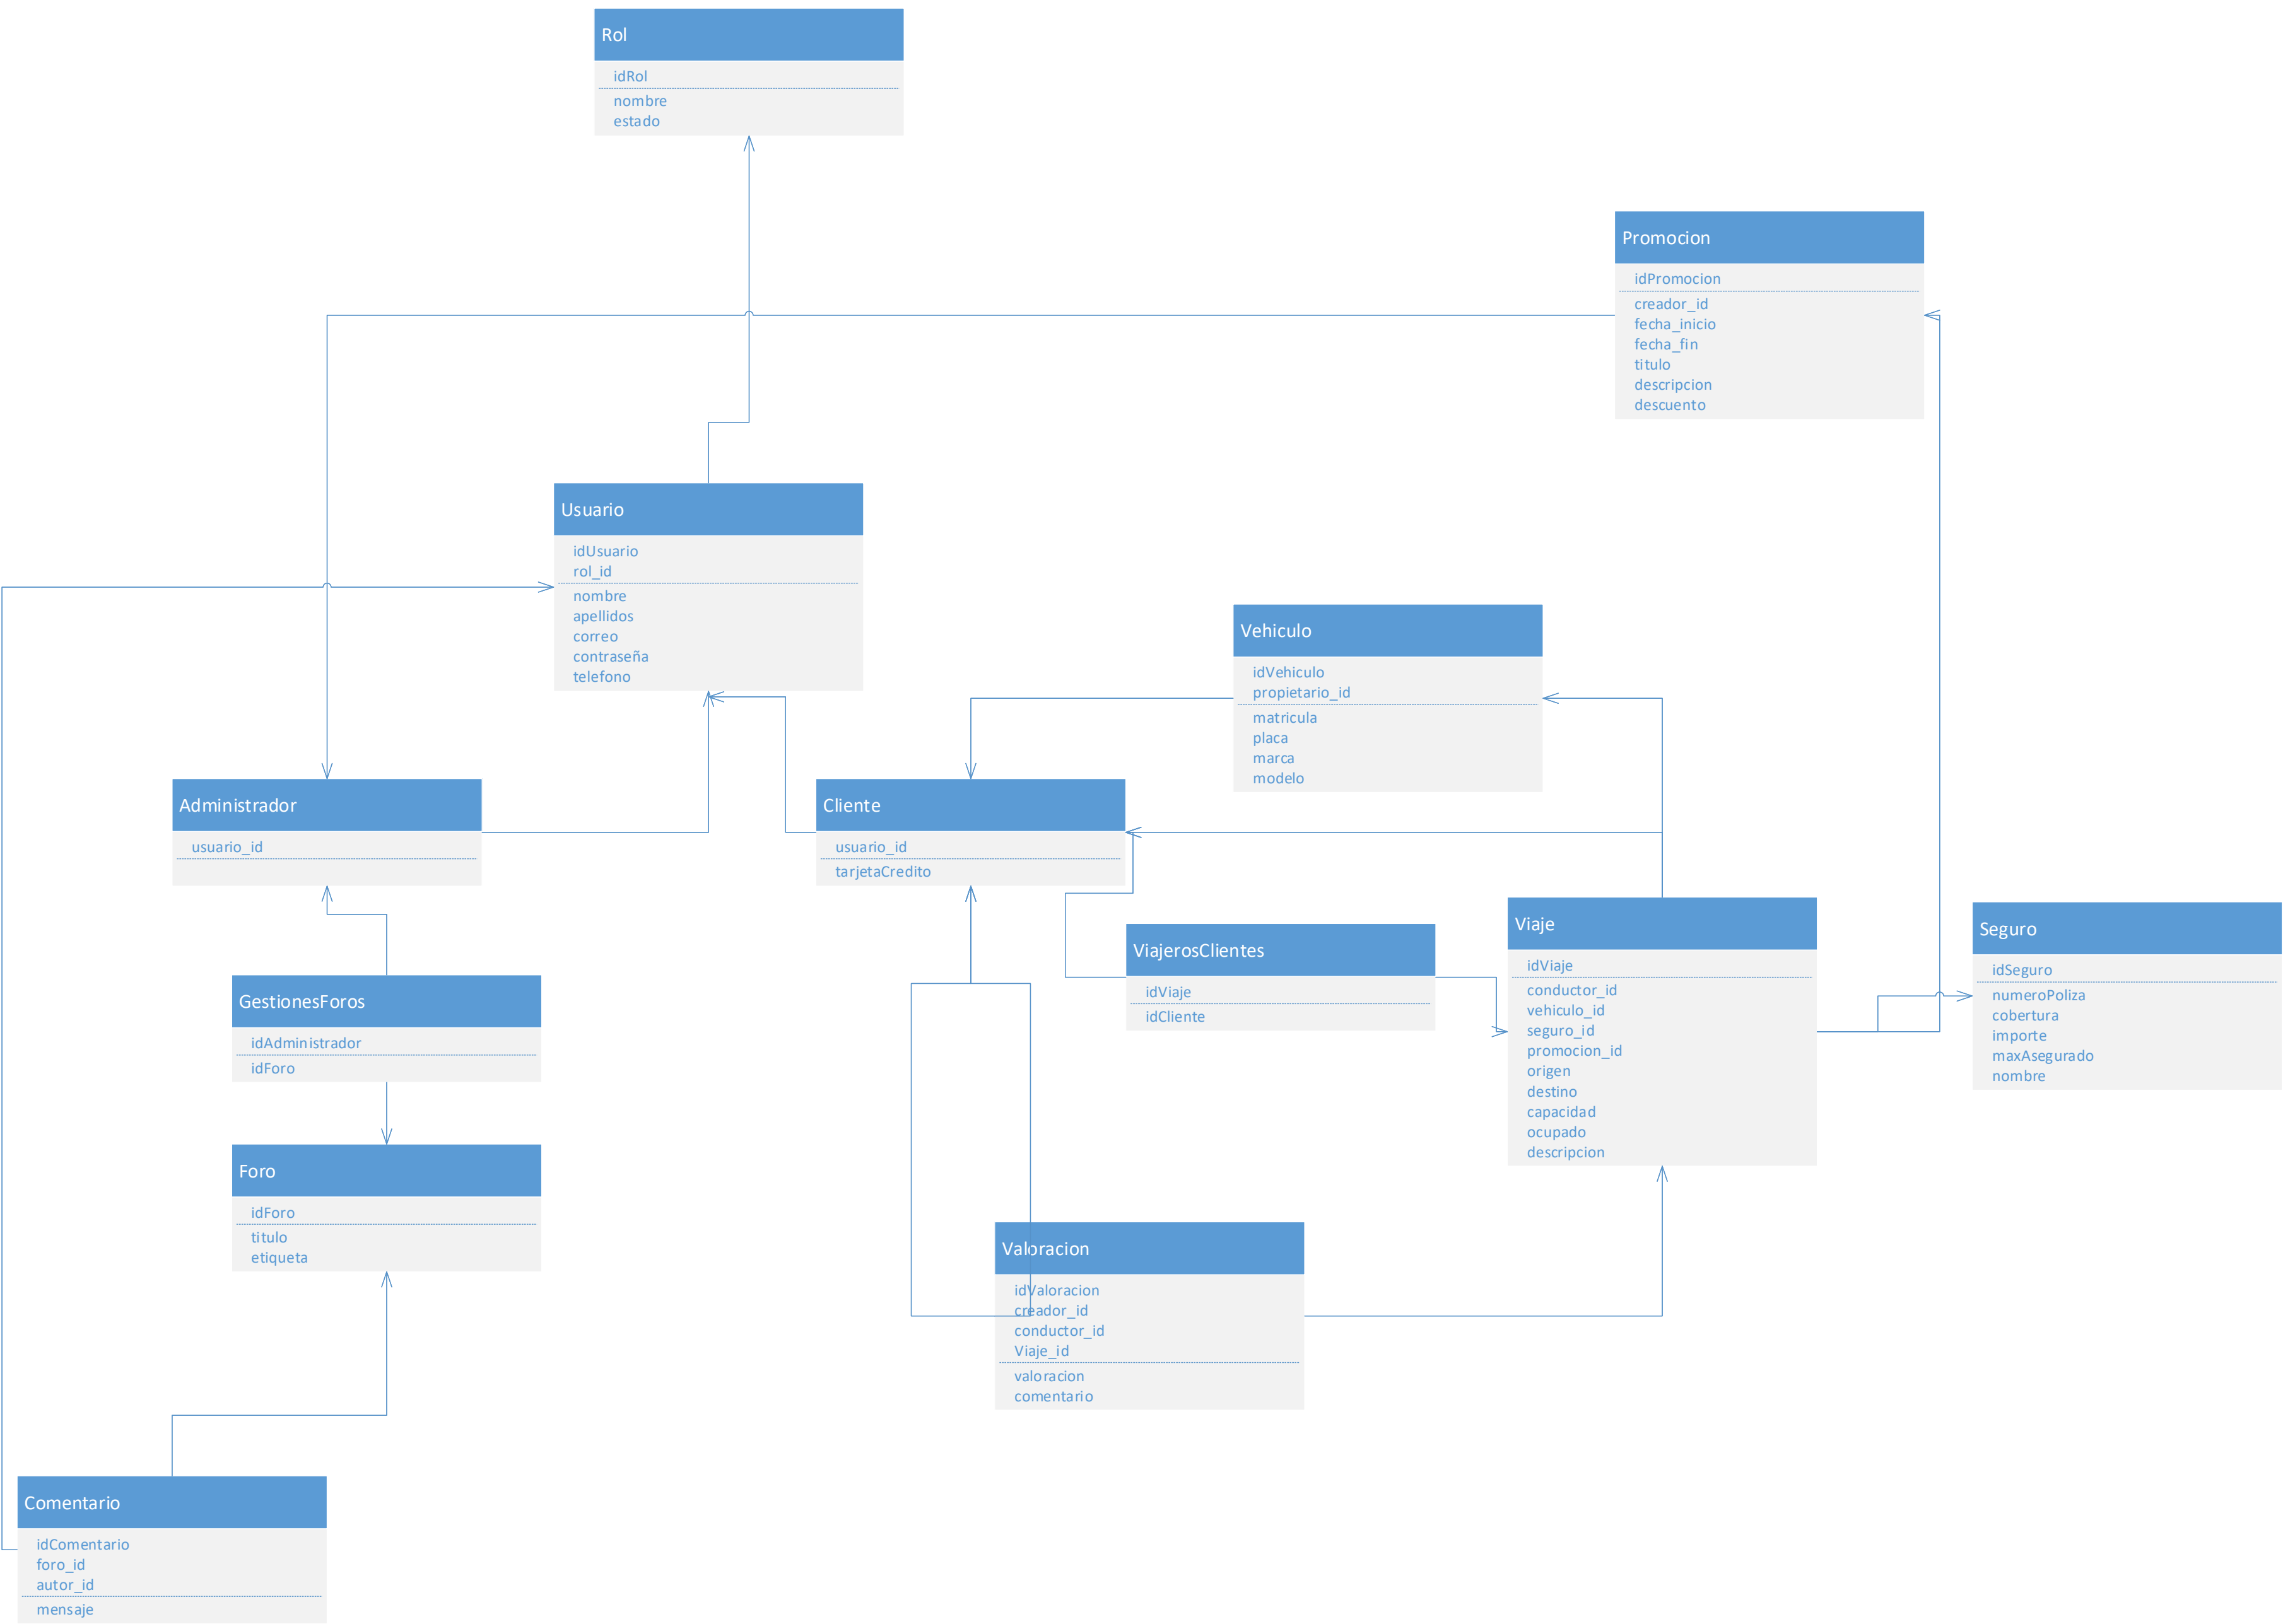 Rol
idRol
nombre
estado
Promocion
idPromocion
creador_id
fecha_inicio
fecha_fin
titulo
descripcion
descuento
Usuario
idUsuario
rol_id
nombre
apellidos
correo
contraseña
telefono
Vehiculo
idVehiculo
propietario_id
matricula
placa
marca
modelo
Administrador
usuario_id
Cliente
usuario_id
tarjetaCredito
Viaje
idViaje
conductor_id
vehiculo_id
seguro_id
promocion_id
origen
destino
capacidad
ocupado
descripcion
Seguro
idSeguro
numeroPoliza
cobertura
importe
maxAsegurado
nombre
ViajerosClientes
idViaje
idCliente
GestionesForos
idAdministrador
idForo
Foro
idForo
titulo
etiqueta
Valoracion
idValoracion
creador_id
conductor_id
Viaje_id
valoracion
comentario
Comentario
idComentario
foro_id
autor_id
mensaje